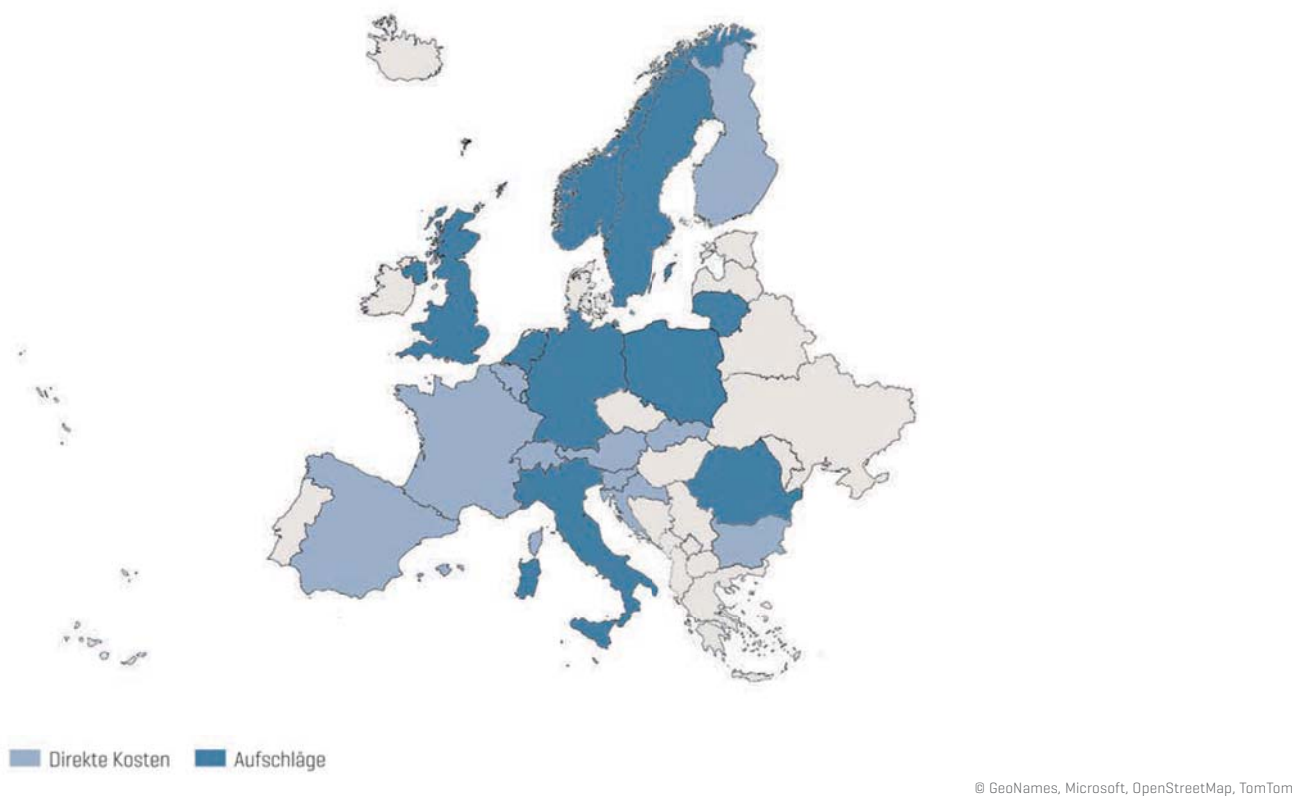 Direkte Kosten Aufschläge
© GeoNames, Microsoft, OpenStreetMap, TomTom